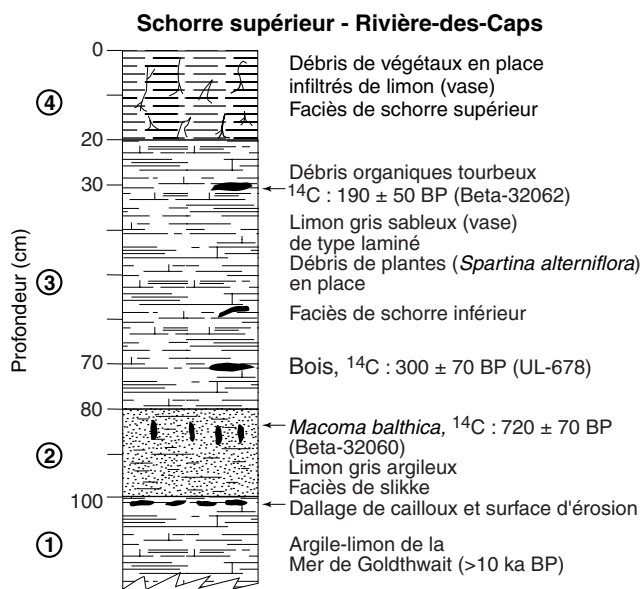 Schorre supérieur - Rivière-des-Caps
Profondeur (cm)
0
20
30
70
80
100
④
③
②
①
Débris de végétaux en place
infiltrés de limon (vase)
Faciès de schorre supérieur
Débris organiques tourbeux
¹⁴C : 190 ± 50 BP (Beta-32062)
Limon gris sableux (vase)
de type laminé
Débris de plantes (Spartina alterniflora)
en place
Faciès de schorre inférieur
Bois, ¹⁴C : 300 ± 70 BP (UL-678)
Macoma balthica, ¹⁴C : 720 ± 70 BP
(Beta-32060)
Limon gris argileux
Faciès de slikke
Dallage de cailloux et surface d'érosion
Argile-limon de la
Mer de Goldthwait (>10 ka BP)